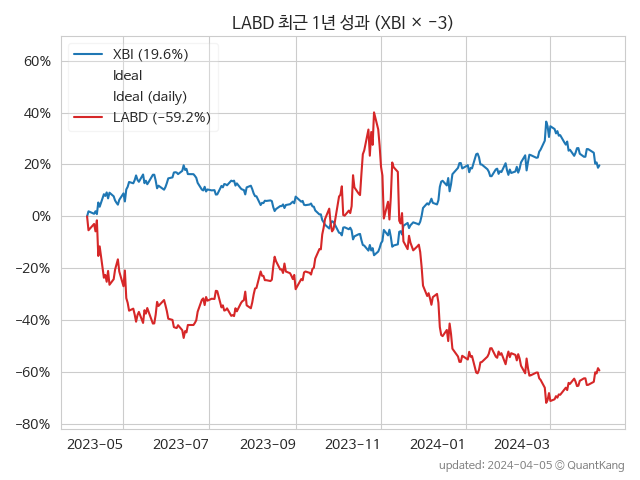 LABD 최근 1년 성과 (XBI × −3)
XBI (19.6%)
Ideal
Ideal (daily)
LABD (−59.2%)
60%
40%
20%
0%
−20%
−40%
−60%
−80%
2023-05 2023-07 2023-09 2023-11 2024-01 2024-03
updated: 2024-04-05 © QuantKang